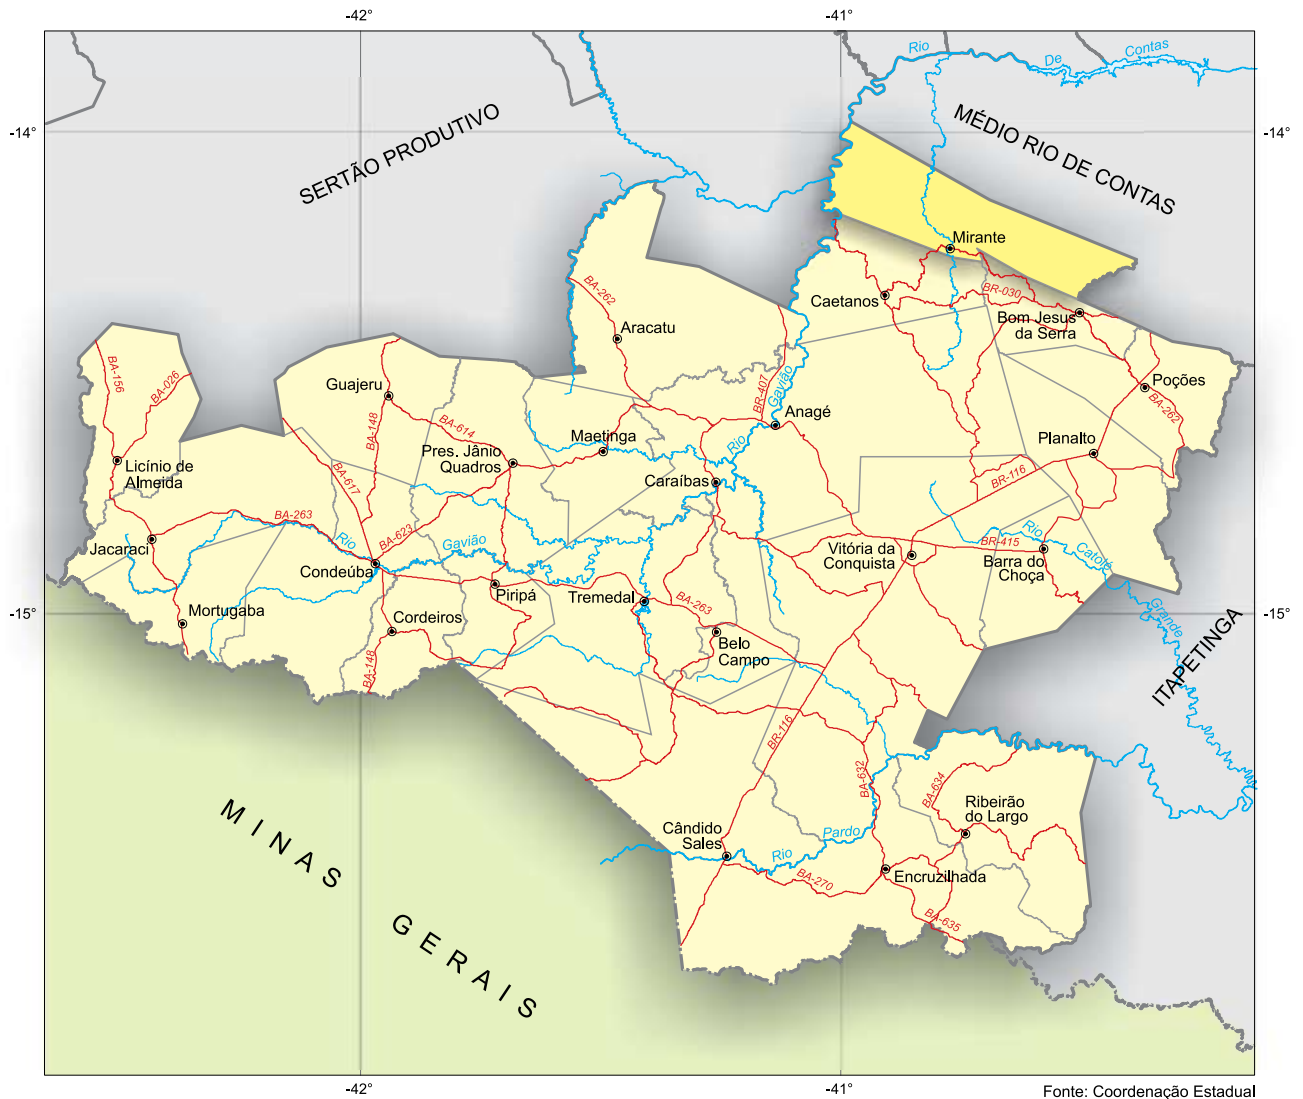 -42°
-41°
Rio
De
Contas
-14°
-14°
SERTÃO PRODUTIVO
MÉDIO RIO DE CONTAS
Mirante
BA-262
Caetanos
BR-030
Bom Jesus
da Serra
Aracatu
BA-156
BA-026
Guajeru
BR-407
Gavião
Poções
BA-262
BA-148
BA-614
Anagé
Maetinga
Rio
Planalto
Pres. Jânio
Quadros
Licínio de
Almeida
BA-617
Caraíbas
BR-116
BA-263
Rio
BA-623
Gavião
Jacaraci
Condeúba
Vitória da
Conquista
BR-415
Rio
Catolé
Barra do
Choça
Piripá
Tremedal
BA-263
Mortugaba
Cordeiros
Grande
-15°
-15°
Belo
Campo
BA-148
ITAPETINGA
BR-116
BA-632
BA-634
Ribeirão
do Largo
Cândido
Sales
Rio
Pardo
BA-270
Encruzilhada
BA-635
MINAS GERAIS
-42°
-41°
Fonte: Coordenação Estadual